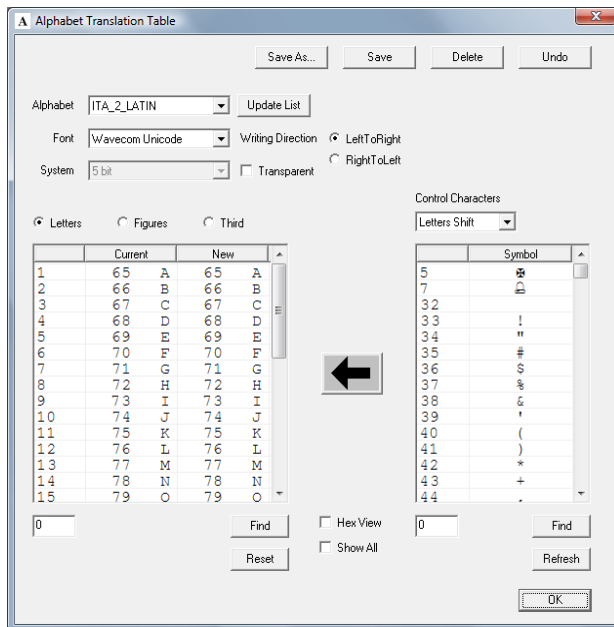 A Alphabet Translation Table
Save As... Save Delete Undo
Alphabet ITA_2_LATIN Update List
Font Wavecom Unicode Writing Direction LeftToRight
RightToLeft
System 5 bit Transparent
Control Characters
Letters Figures Third Letters Shift
Current New Symbol
1 65 A 65 A 5 ✠
2 66 B 66 B 7
3 67 C 67 C 32
4 68 D 68 D 33 !
5 69 E 69 E 34 "
6 70 F 70 F 35 #
7 71 G 71 G 36 $
8 72 H 72 H 37 %
9 73 I 73 I 38 &
10 74 J 74 J 39 '
11 75 K 75 K 40 (
12 76 L 76 L 41 )
13 77 M 77 M 42 *
14 78 N 78 N 43 +
15 79 O 79 O 44 ,
0 Find Hex View 0 Find
Reset Show All Refresh
OK